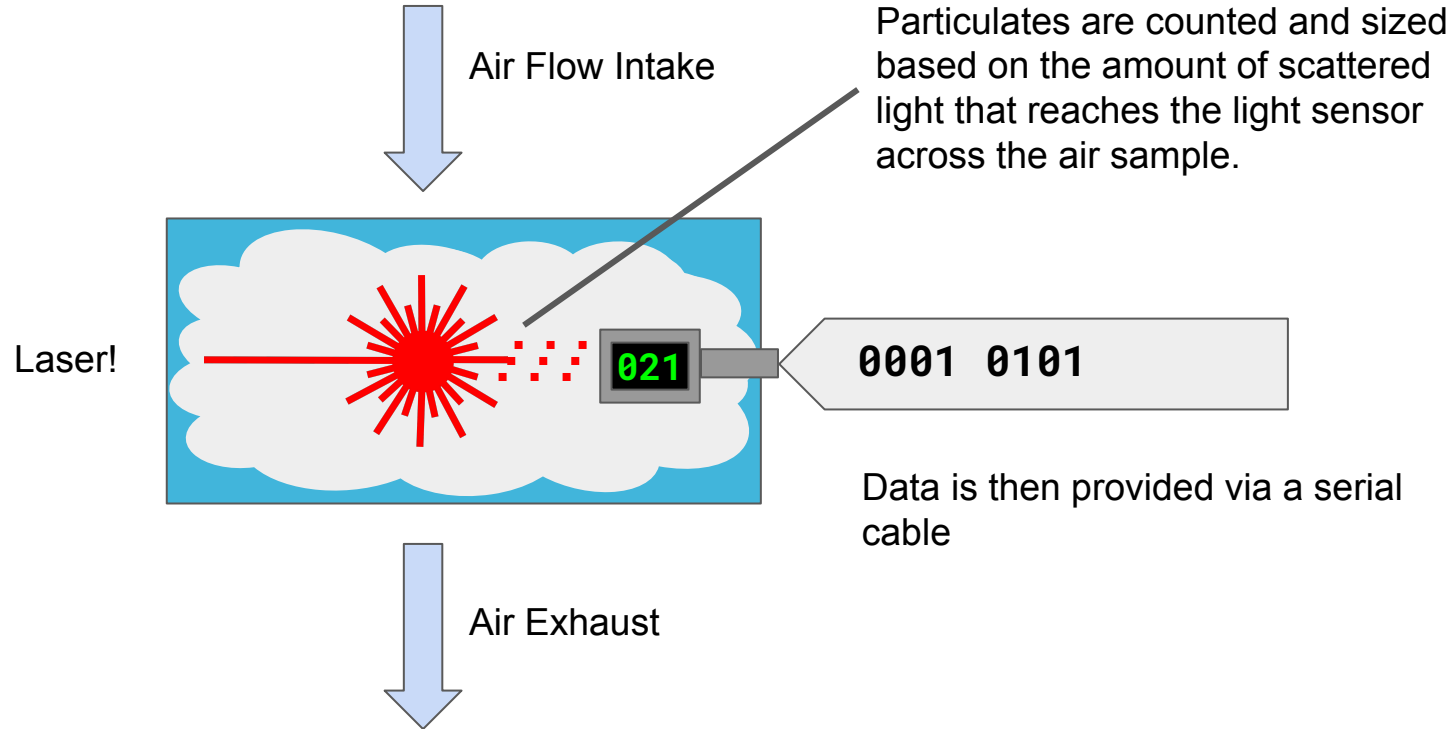 Air Flow Intake
Particulates are counted and sized
based on the amount of scattered
light that reaches the light sensor
across the air sample.
Laser!
021
0001 0101
Data is then provided via a serial
cable
Air Exhaust